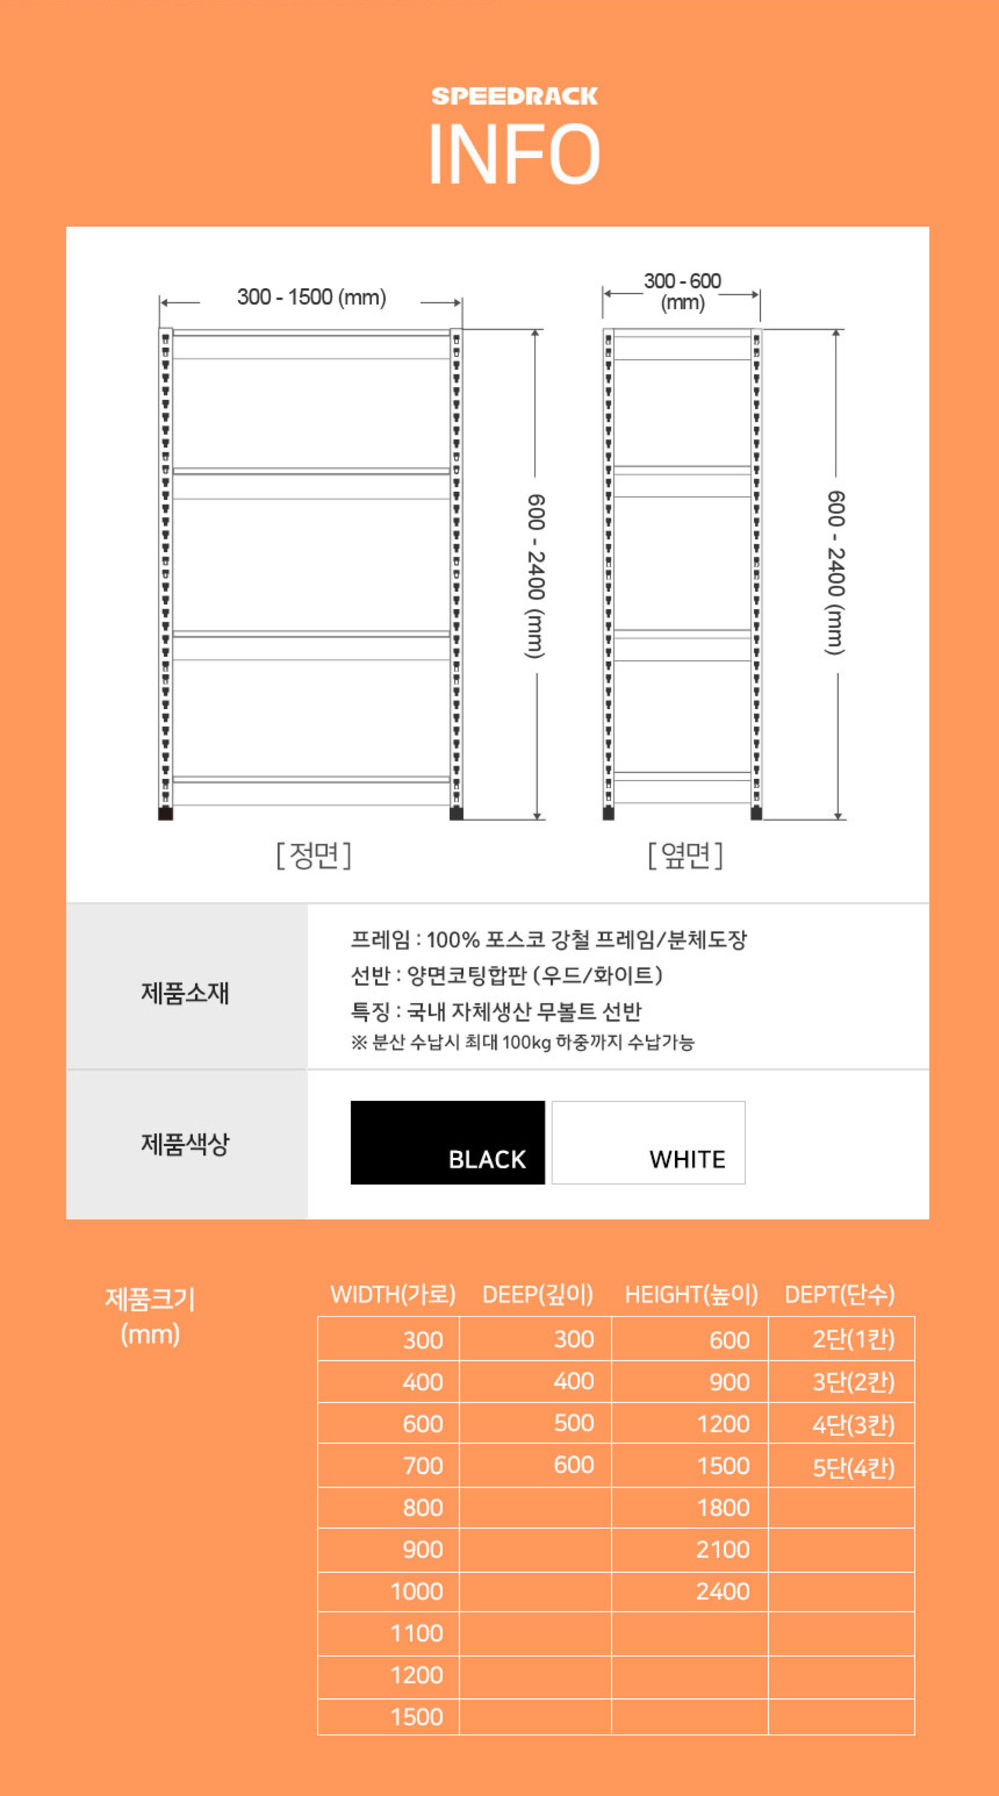 SPEEDRACK
INFO
300 - 1500 (mm)
300 - 600
(mm)
600 - 2400 (mm)
600 - 2400 (mm)
[ 정면 ]
[ 옆면 ]
제품소재
프레임 : 100% 포스코 강철 프레임/분체도장
선반 : 양면코팅합판 (우드/화이트)
특징 : 국내 자체생산 무볼트 선반
※ 분산 수납시 최대 100kg 하중까지 수납가능
제품색상
BLACK
WHITE
제품크기
(mm)
WIDTH(가로) DEEP(깊이) HEIGHT(높이) DEPT(단수)
300 300 600 2단(1칸)
400 400 900 3단(2칸)
600 500 1200 4단(3칸)
700 600 1500 5단(4칸)
800 1800
900 2100
1000 2400
1100
1200
1500